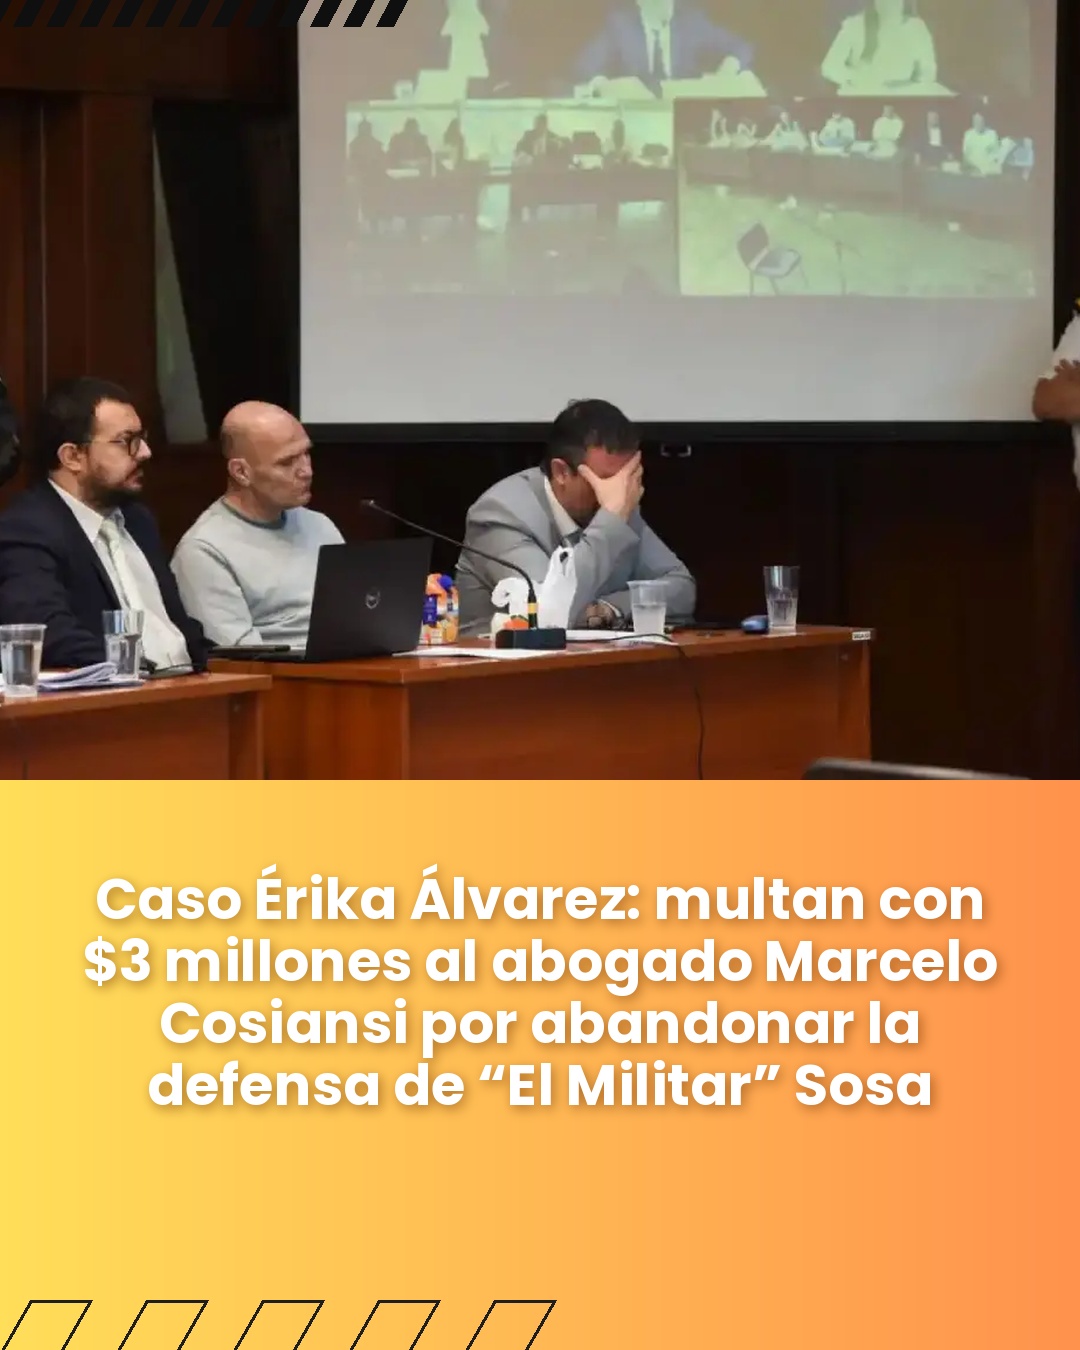 Caso Érika Álvarez: multan con
$3 millones al abogado Marcelo
Cosiansi por abandonar la
defensa de “El Militar” Sosa